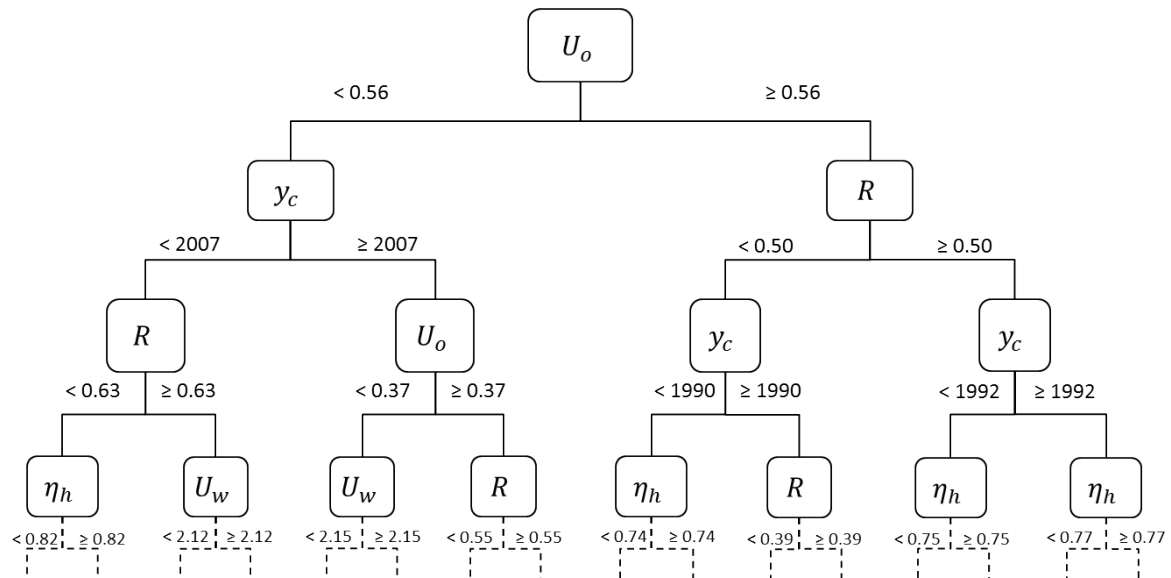 U_o
< 0.56 ≥ 0.56
y_c R
< 2007 ≥ 2007 < 0.50 ≥ 0.50
R U_o y_c y_c
< 0.63 ≥ 0.63 < 0.37 ≥ 0.37 < 1990 ≥ 1990 < 1992 ≥ 1992
η_h U_w U_w R η_h R η_h η_h
< 0.82 ≥ 0.82 < 2.12 ≥ 2.12 < 2.15 ≥ 2.15 < 0.55 ≥ 0.55 < 0.74 ≥ 0.74 < 0.39 ≥ 0.39 < 0.75 ≥ 0.75 < 0.77 ≥ 0.77